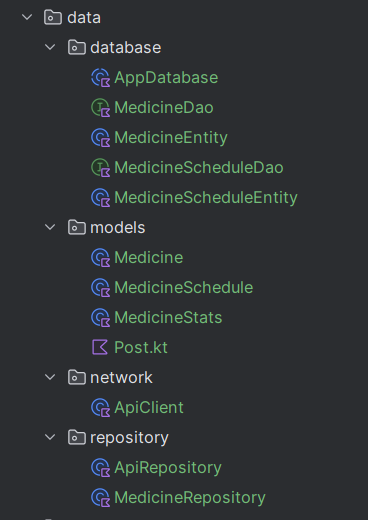 data
database
AppDatabase
MedicineDao
MedicineEntity
MedicineScheduleDao
MedicineScheduleEntity
models
Medicine
MedicineSchedule
MedicineStats
Post.kt
network
ApiClient
repository
ApiRepository
MedicineRepository